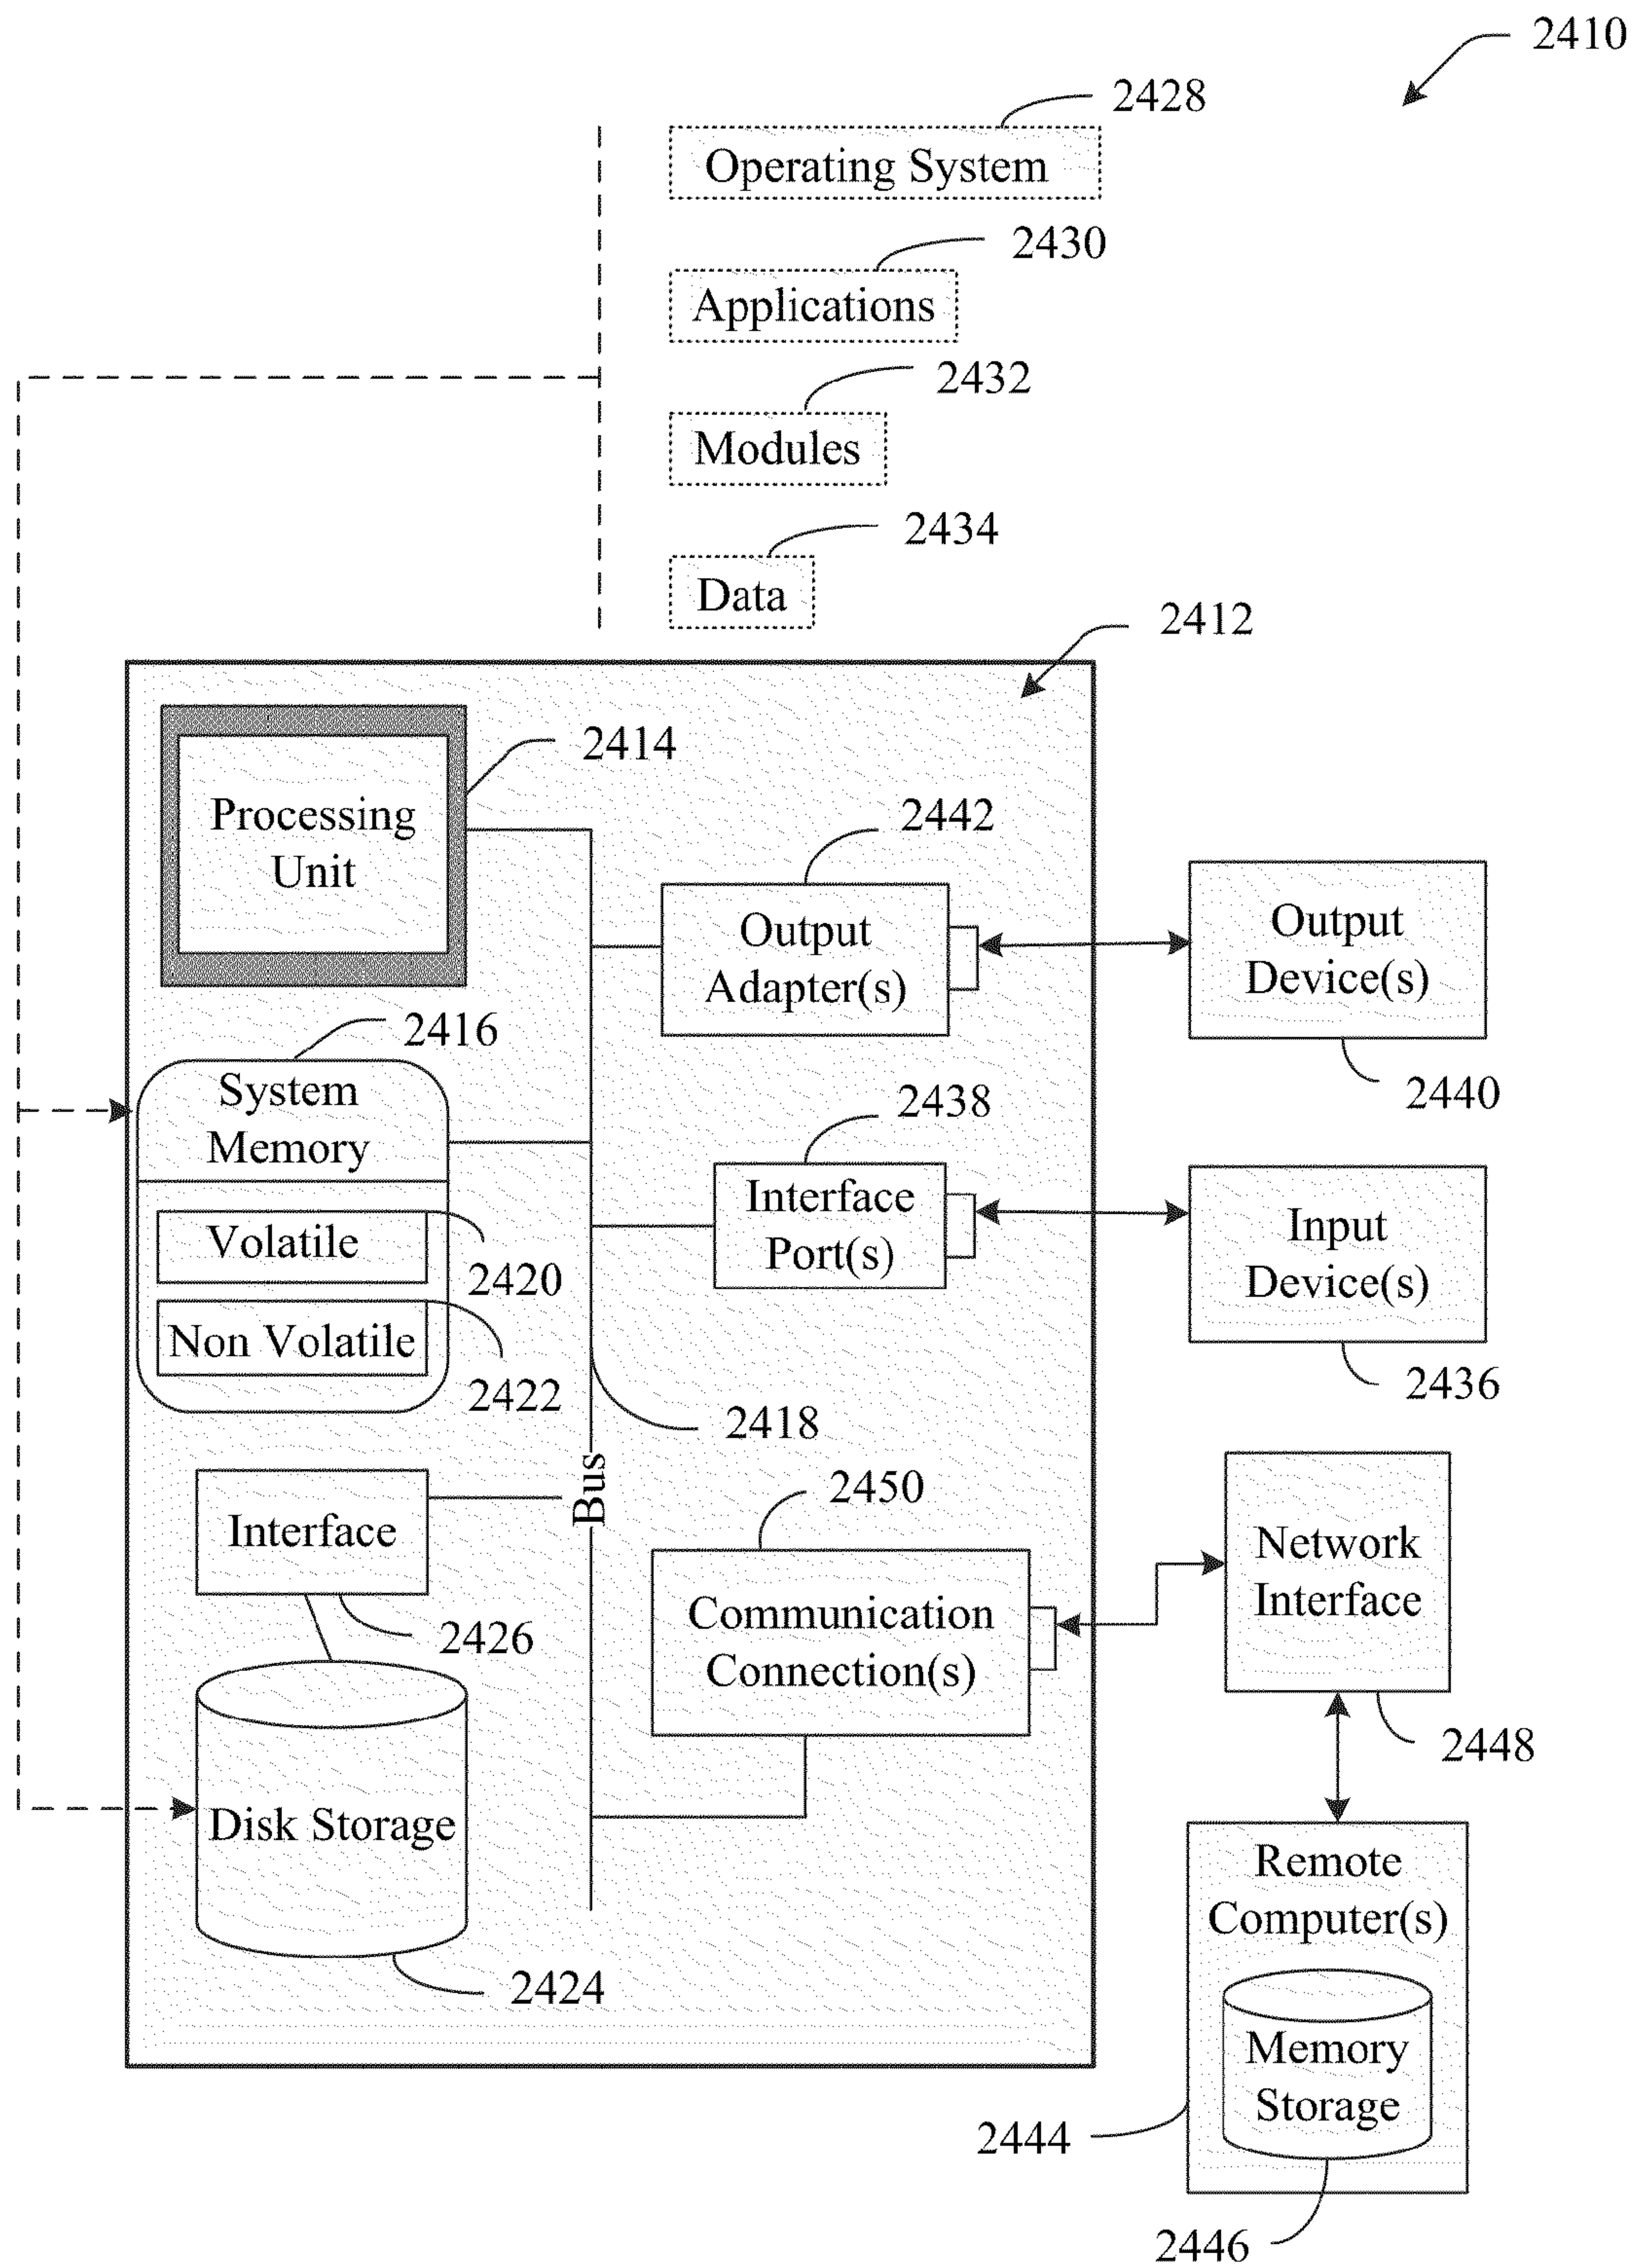 2410
2428
Operating System
2430
Applications
2432
Modules
2434
Data
2412
2414
Processing
Unit
2442
Output
Adapter(s)
Output
Device(s)
2440
2416
System
Memory
2438
Interface
Port(s)
Input
Device(s)
2436
Volatile
2420
Non Volatile
2422
2418
Bus
2450
Interface
2426
Communication
Connection(s)
Network
Interface
2448
Disk Storage
2424
Remote
Computer(s)
Memory
Storage
2444
2446